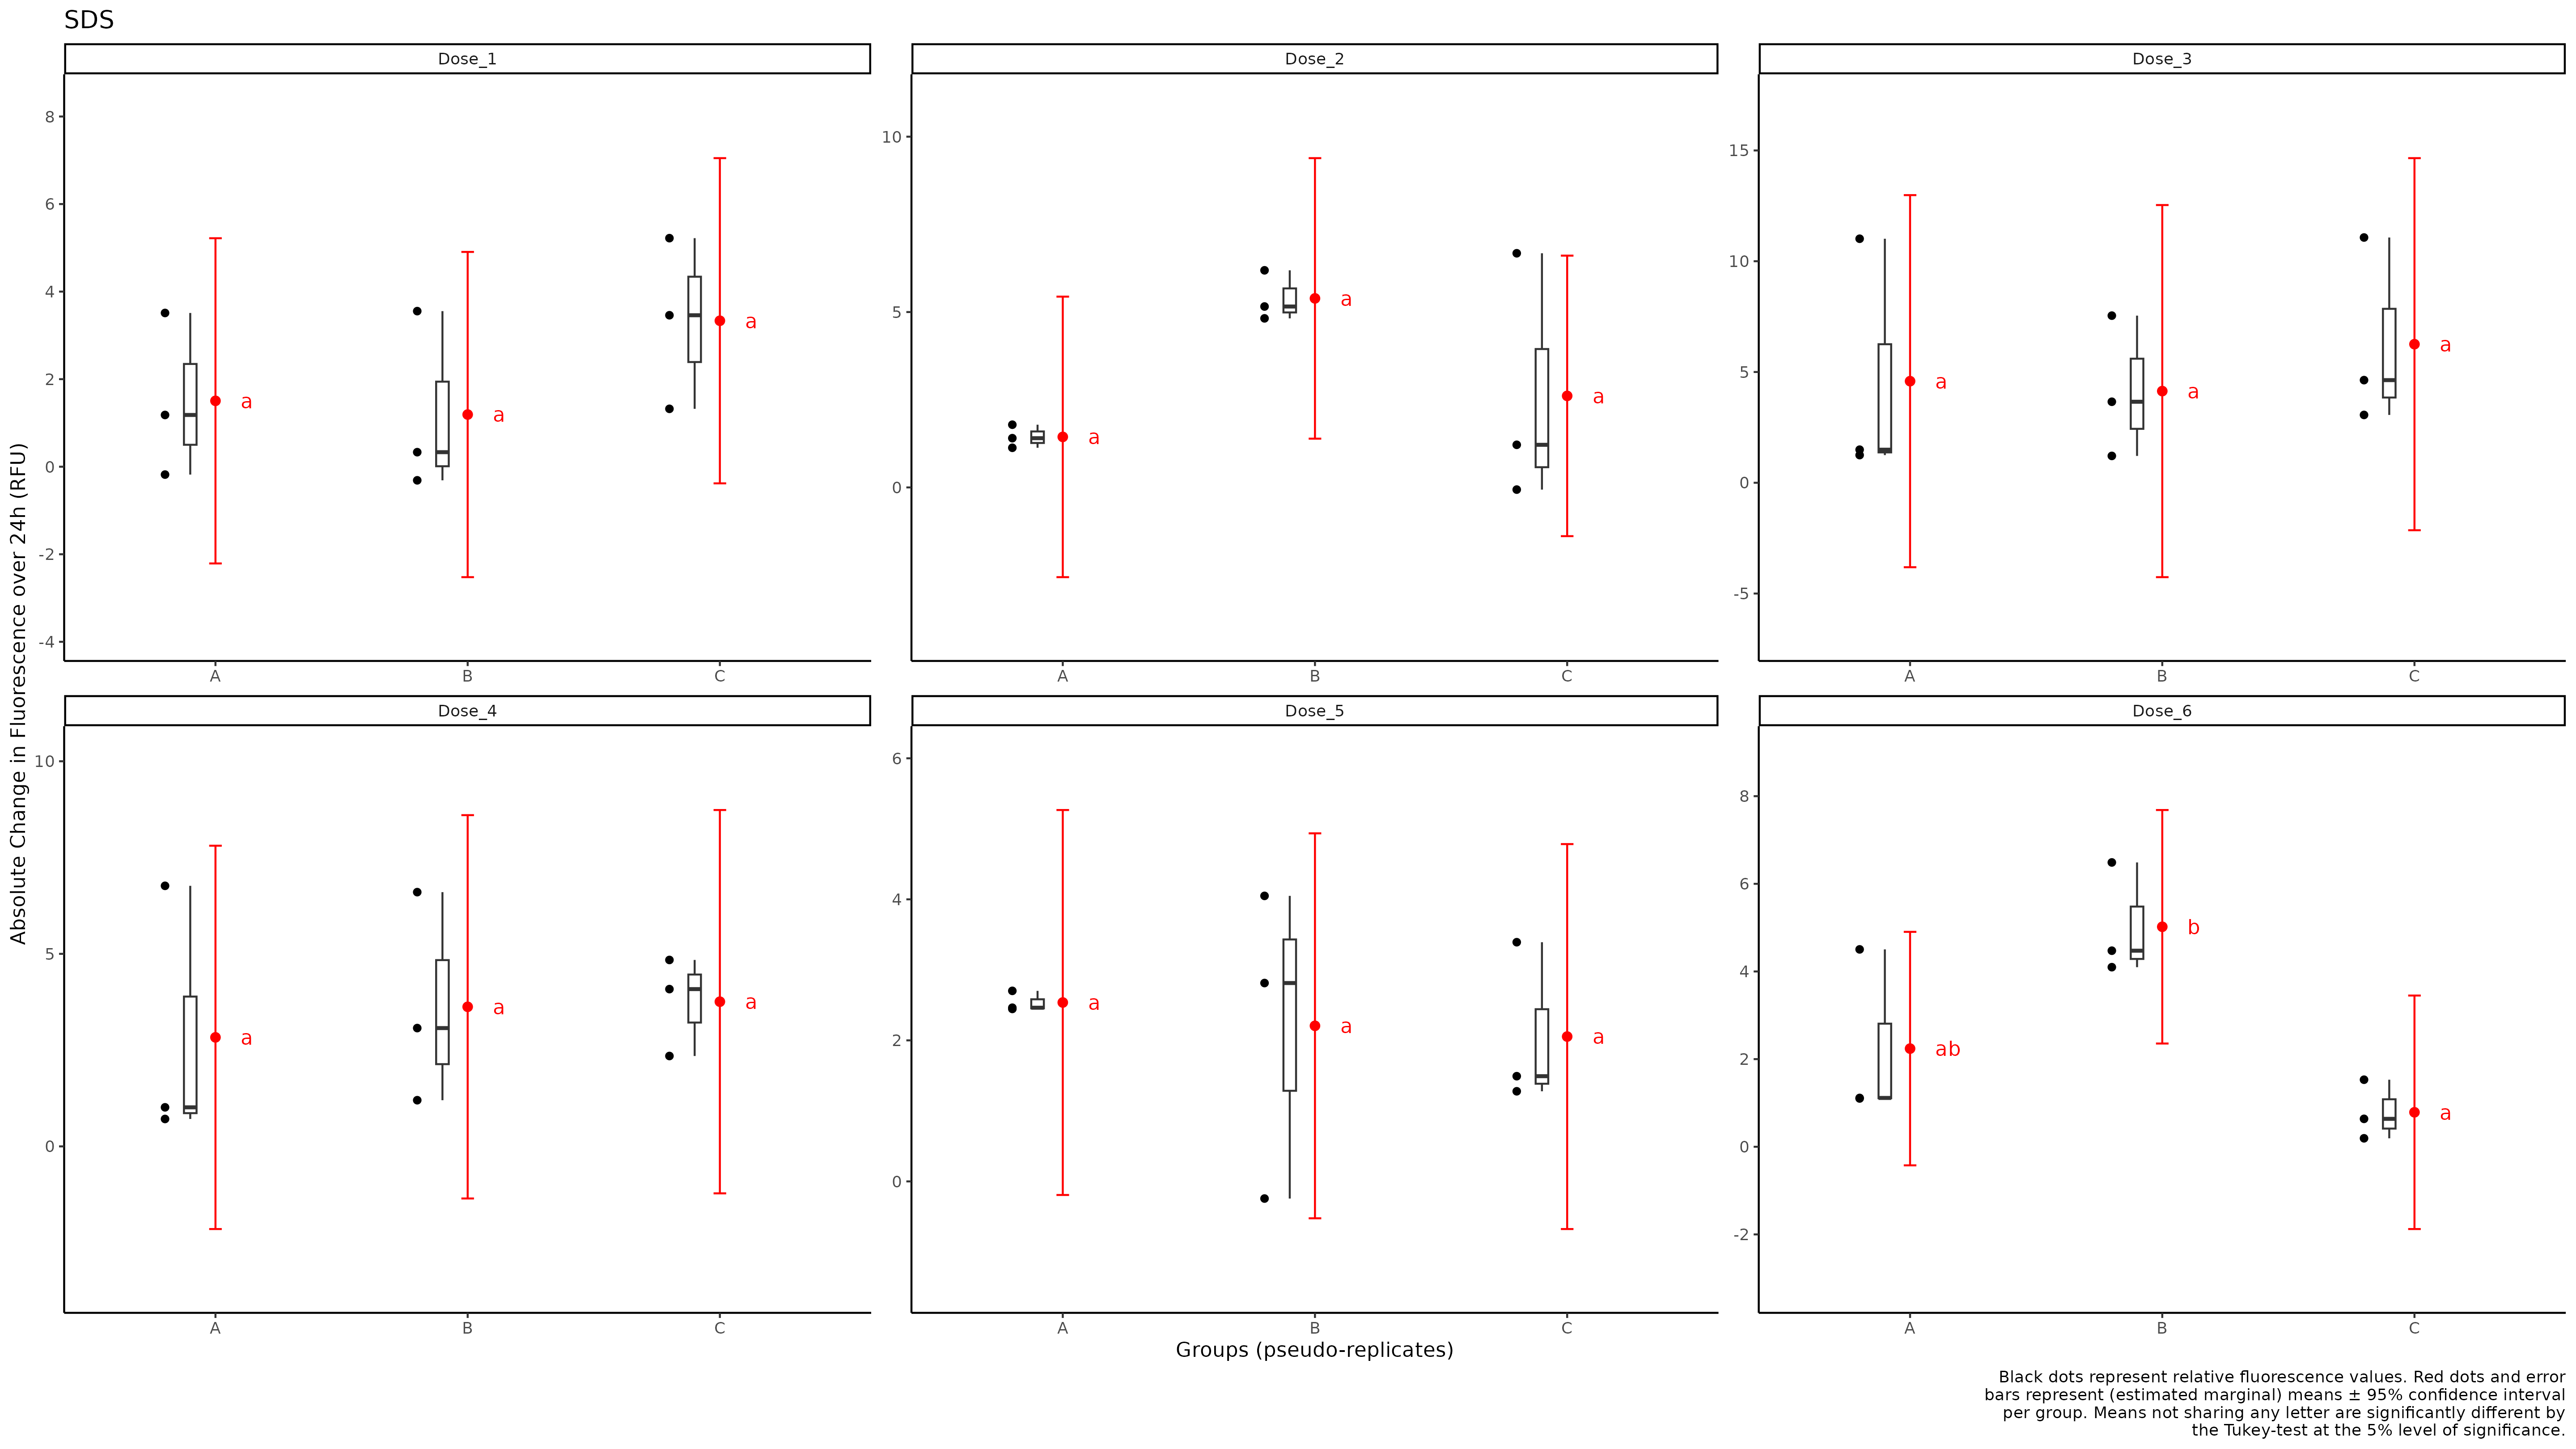 SDS
Absolute Change in Fluorescence over 24h (RFU)
Dose_1
8
6
4
2
0
-2
-4
a
a
a
A
B
C
Dose_2
10
5
0
a
a
a
A
B
C
Dose_3
15
10
5
0
-5
a
a
a
A
B
C
Dose_4
10
5
0
a
a
a
A
B
C
Dose_5
6
4
2
0
a
a
a
A
B
C
Dose_6
8
6
4
2
0
-2
ab
b
a
A
B
C
Groups (pseudo-replicates)
Black dots represent relative fluorescence values. Red dots and error
bars represent (estimated marginal) means ± 95% confidence interval
per group. Means not sharing any letter are significantly different by
the Tukey-test at the 5% level of significance.